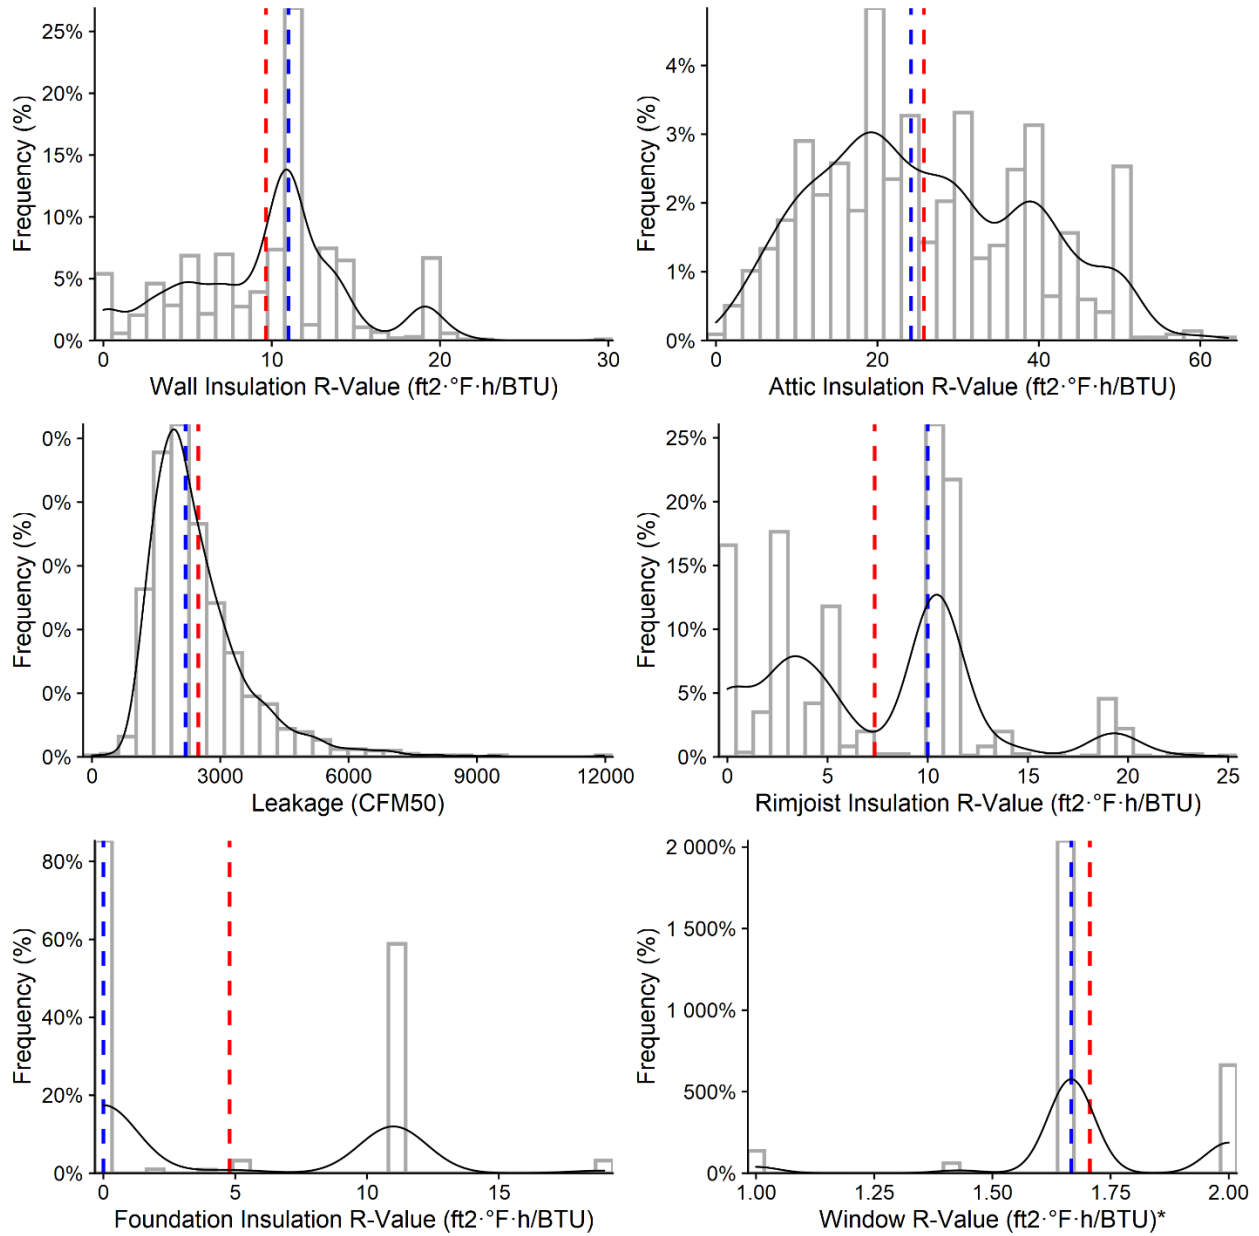 25%
20%
15%
10%
5%
0%
Frequency (%)
0 10 20 30
Wall Insulation R-Value (ft2·°F·h/BTU)
4%
3%
2%
1%
0%
Frequency (%)
0 20 40 60
Attic Insulation R-Value (ft2·°F·h/BTU)
0%
0%
0%
0%
0%
0%
Frequency (%)
0 3000 6000 9000 12000
Leakage (CFM50)
25%
20%
15%
10%
5%
0%
Frequency (%)
0 5 10 15 20 25
Rimjoist Insulation R-Value (ft2·°F·h/BTU)
80%
60%
40%
20%
0%
Frequency (%)
0 5 10 15
Foundation Insulation R-Value (ft2·°F·h/BTU)
2 000%
1 500%
1 000%
500%
0%
Frequency (%)
1.00 1.25 1.50 1.75 2.00
Window R-Value (ft2·°F·h/BTU)*